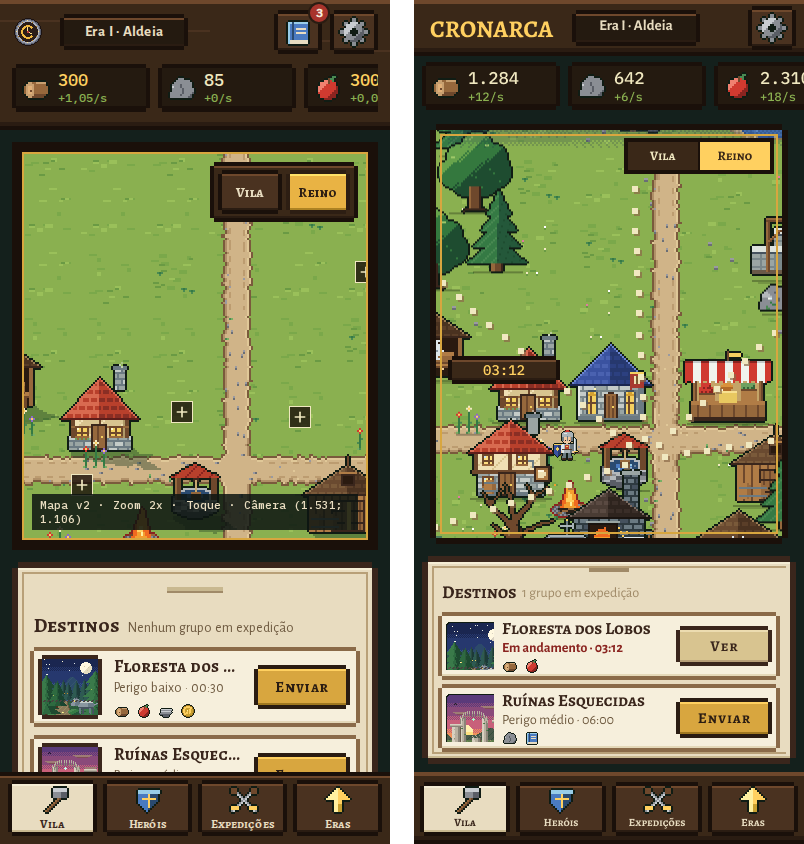 3
Era I · Aldeia
300
+1,05/s
85
+0/s
300
+0,0
Vila
Reino
Mapa v2 · Zoom 2x · Toque · Câmera (1.531;
1.106)
Destinos Nenhum grupo em expedição
Floresta dos ...
Perigo baixo · 00:30
Enviar
Ruínas Esquec...
Vila
Heróis
Expedições
Eras
CRONARCA
Era I · Aldeia
1.284
+12/s
642
+6/s
2.310
+18/s
Vila
Reino
03:12
Destinos 1 grupo em expedição
Floresta dos Lobos
Em andamento · 03:12
Ver
Ruínas Esquecidas
Perigo médio · 06:00
Enviar
Vila
Heróis
Expedições
Eras